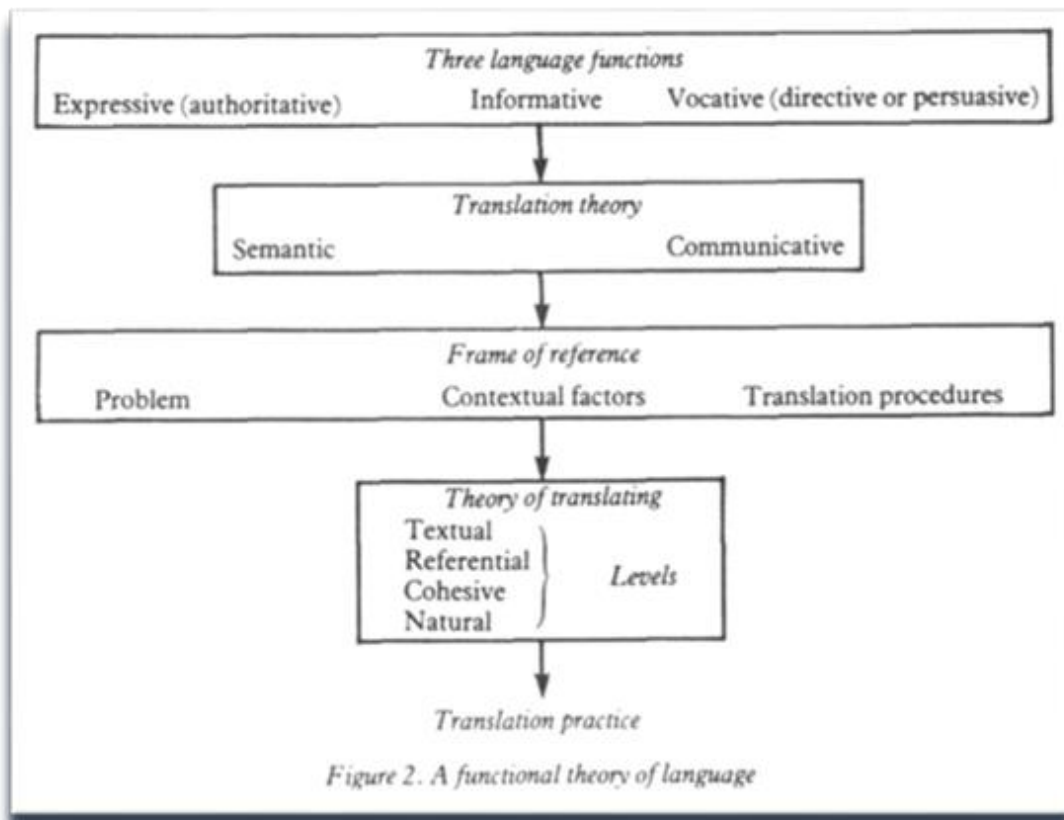 Three language functions
Expressive (authoritative) Informative Vocative (directive or persuasive)
Translation theory
Semantic Communicative
Frame of reference
Problem Contextual factors Translation procedures
Theory of translating
Textual
Referential
Levels
Cohesive
Natural
Translation practice
Figure 2. A functional theory of language